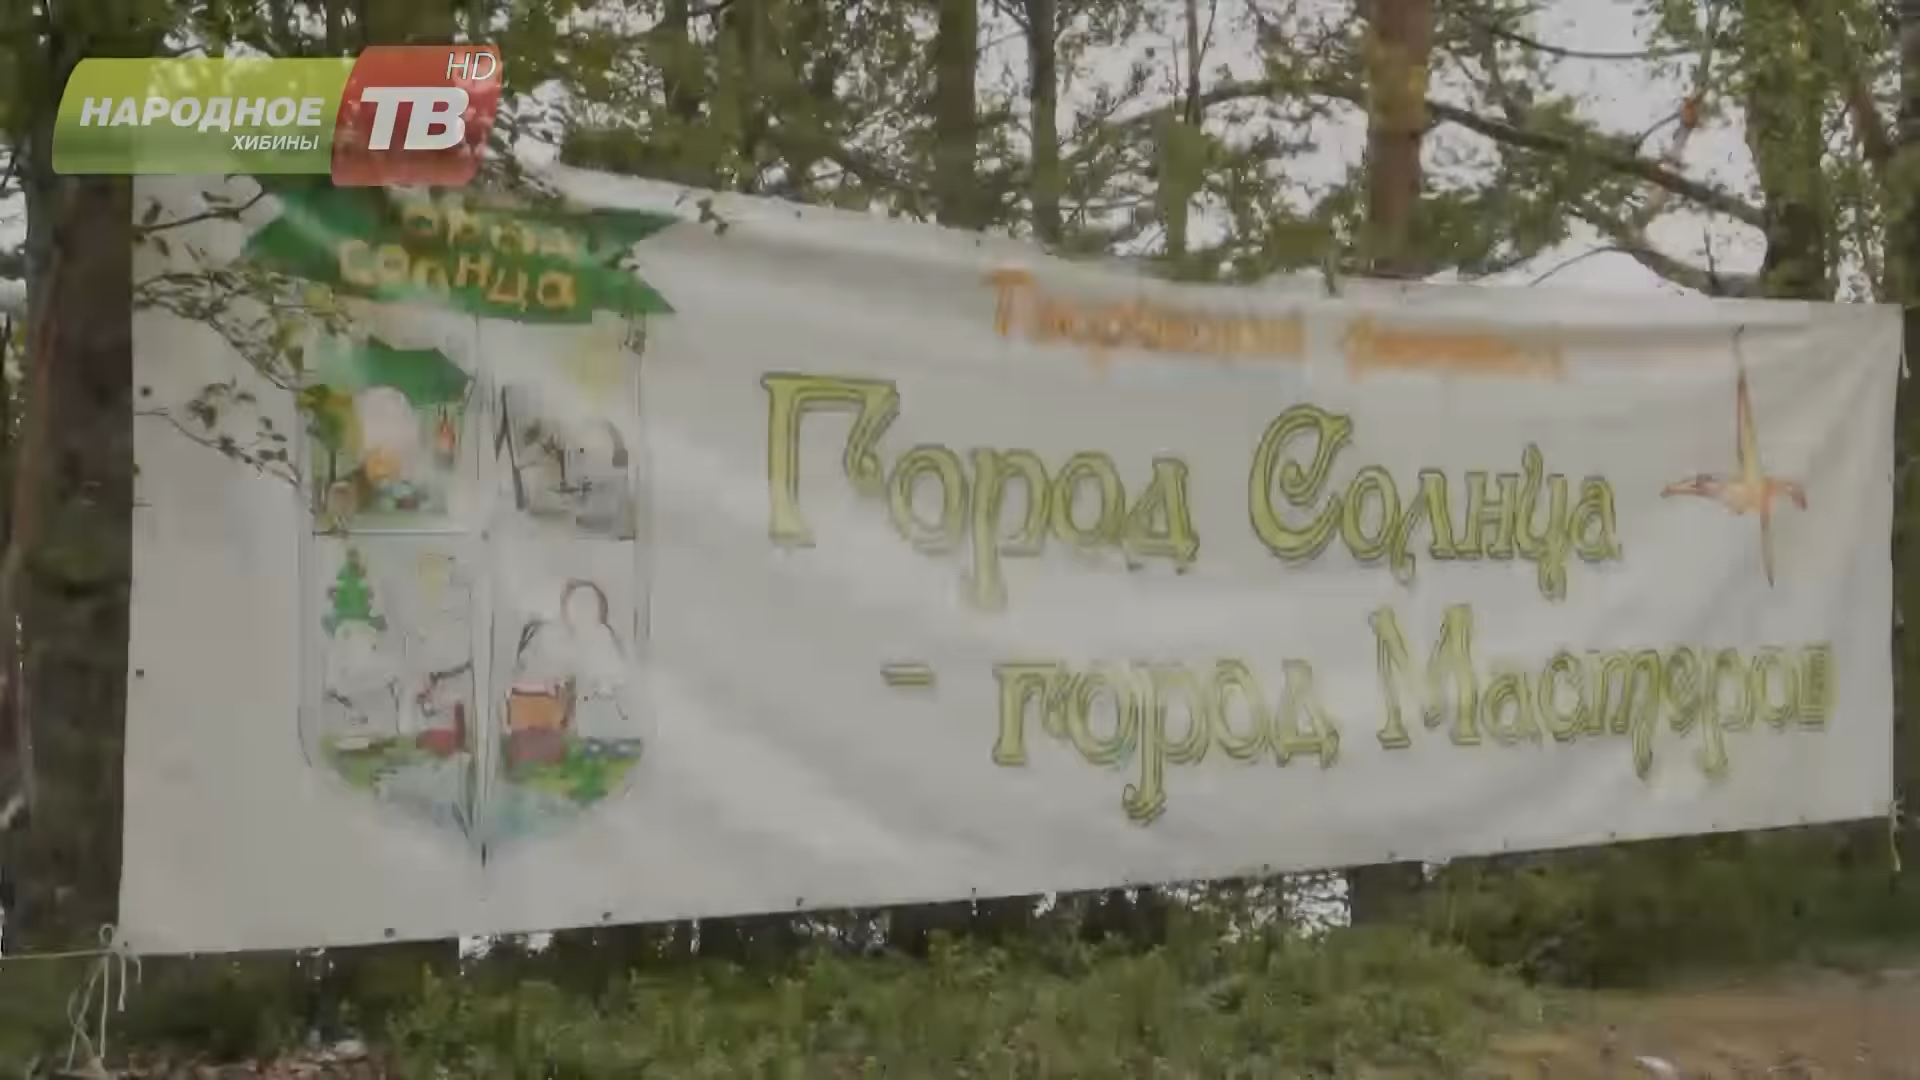 НАРОДНОЕ
ХИБИНЫ
ТВ
HD
Солнца
Город Солнца
- город Мастеров